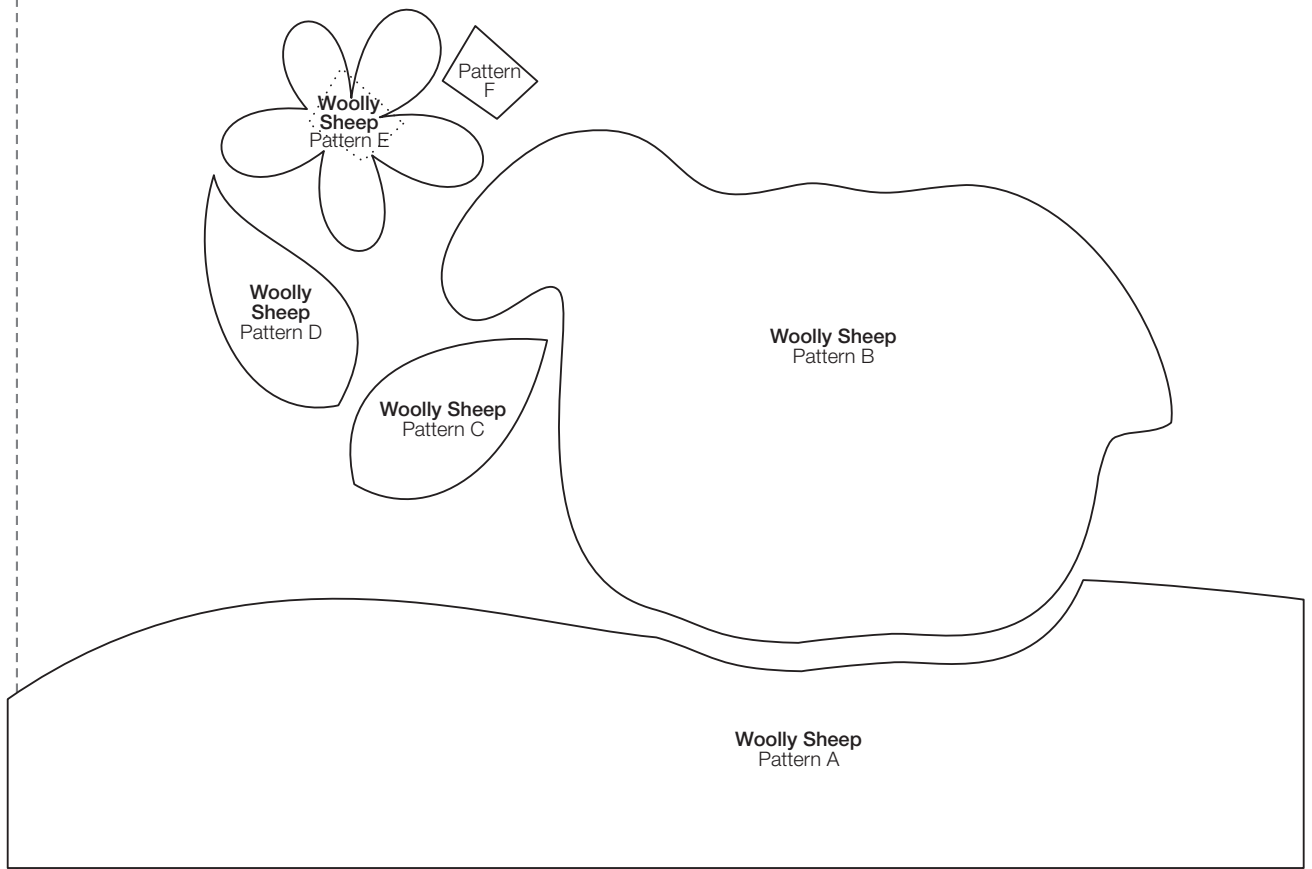 Pattern
F
Woolly
Sheep
Pattern E
Woolly
Sheep
Pattern D
Woolly Sheep
Pattern B
Woolly Sheep
Pattern C
Woolly Sheep
Pattern A